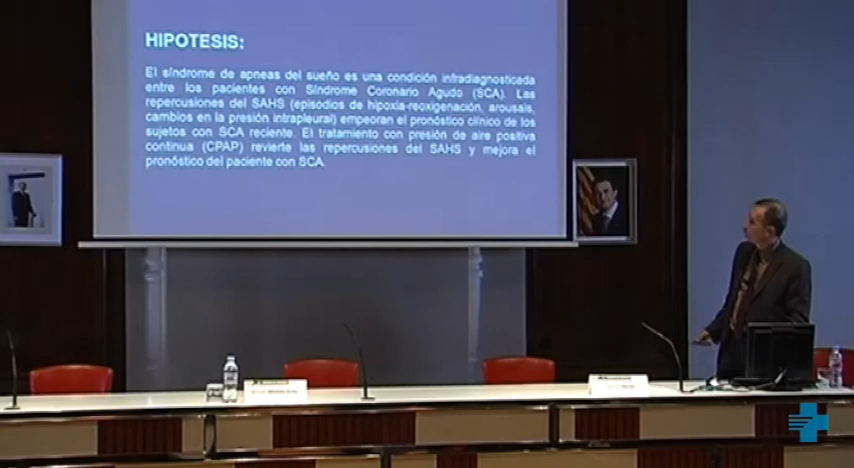 HIPOTESIS:
El síndrome de apneas del sueño es una condición infradiagnosticada
entre los pacientes con Síndrome Coronario Agudo (SCA). Las
repercusiones del SAHS (episodios de hipoxia-reoxigenación, arousals,
cambios en la presión intrapleural) empeoran el pronóstico clínico de los
sujetos con SCA reciente. El tratamiento con presión de aire positiva
continua (CPAP) revierte las repercusiones del SAHS y mejora el
pronóstico del paciente con SCA.